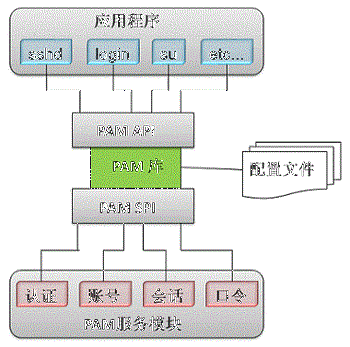 应用程序
sshd login su etc...
PAM API
PAM 库
配置文件
PAM SPI
认证 账号 会话 口令
PAM服务模块